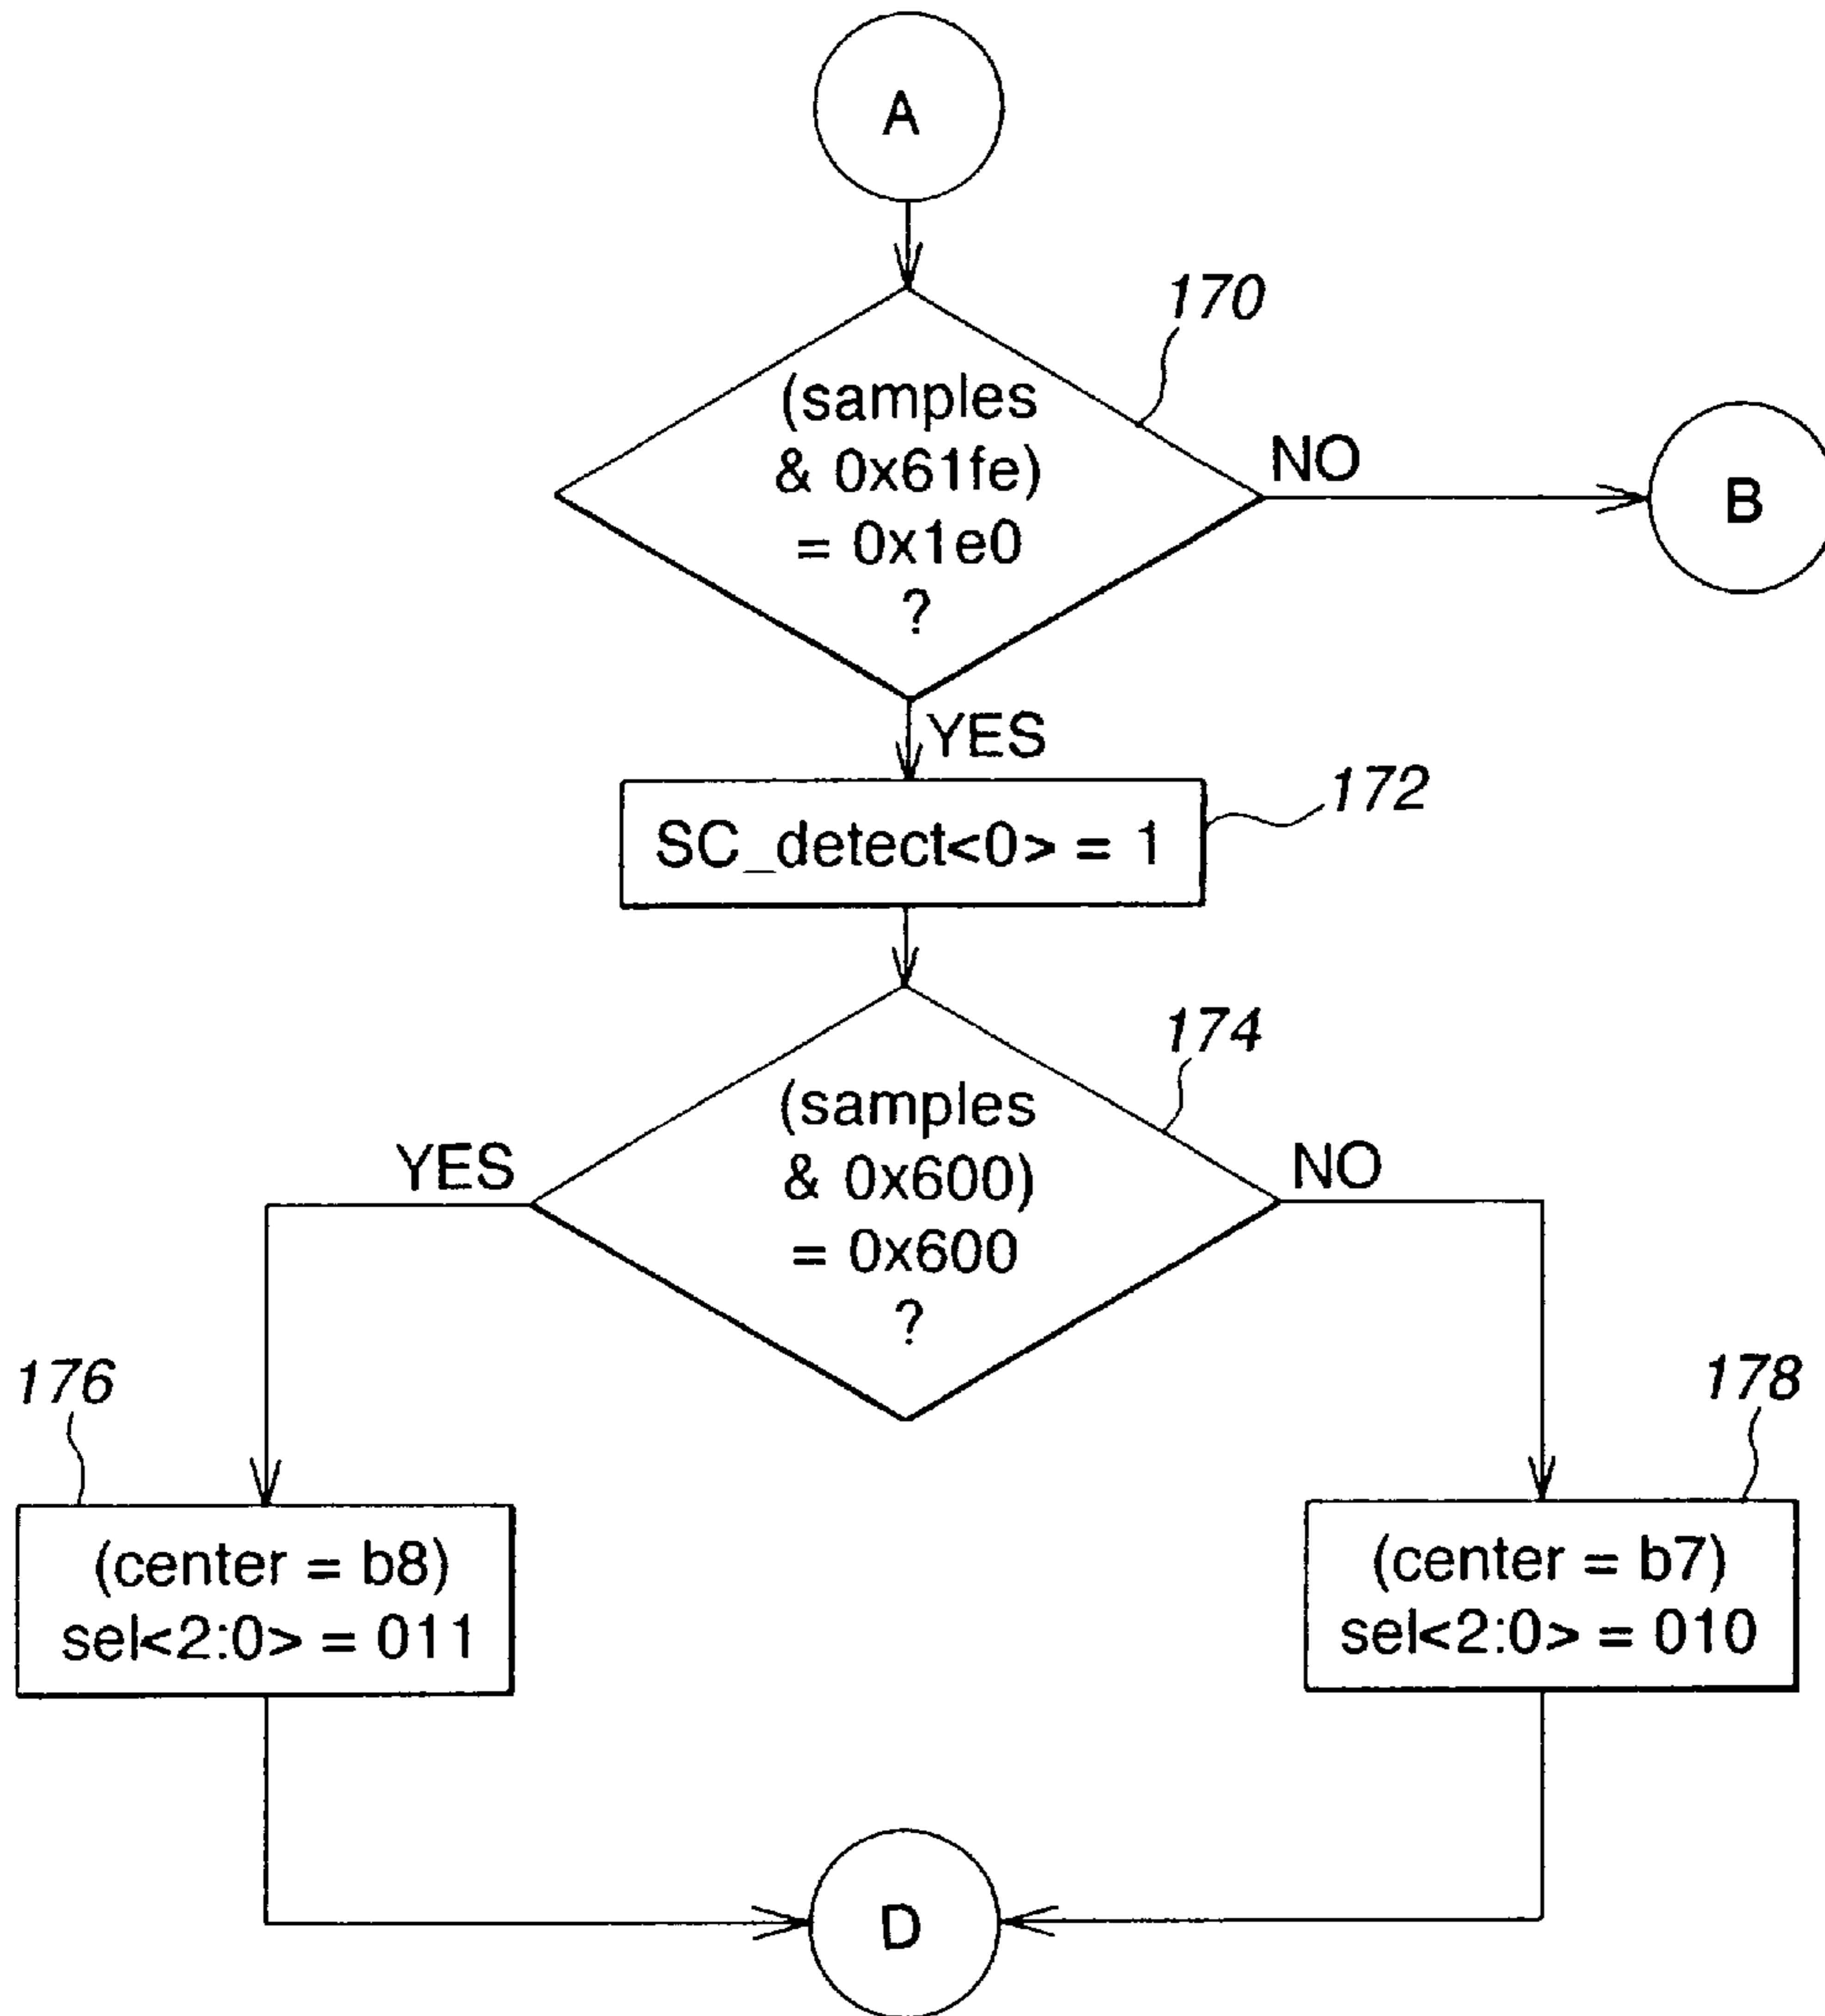 A
170
(samples
& 0x61fe)
= 0x1e0
?
NO
B
YES
172
SC_detect<0> = 1
174
(samples
& 0x600)
= 0x600
?
YES
NO
176
178
(center = b8)
sel<2:0> = 011
(center = b7)
sel<2:0> = 010
D